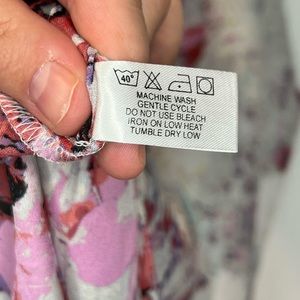 40°
MACHINE WASH
GENTLE CYCLE
DO NOT USE BLEACH
IRON ON LOW HEAT
TUMBLE DRY LOW